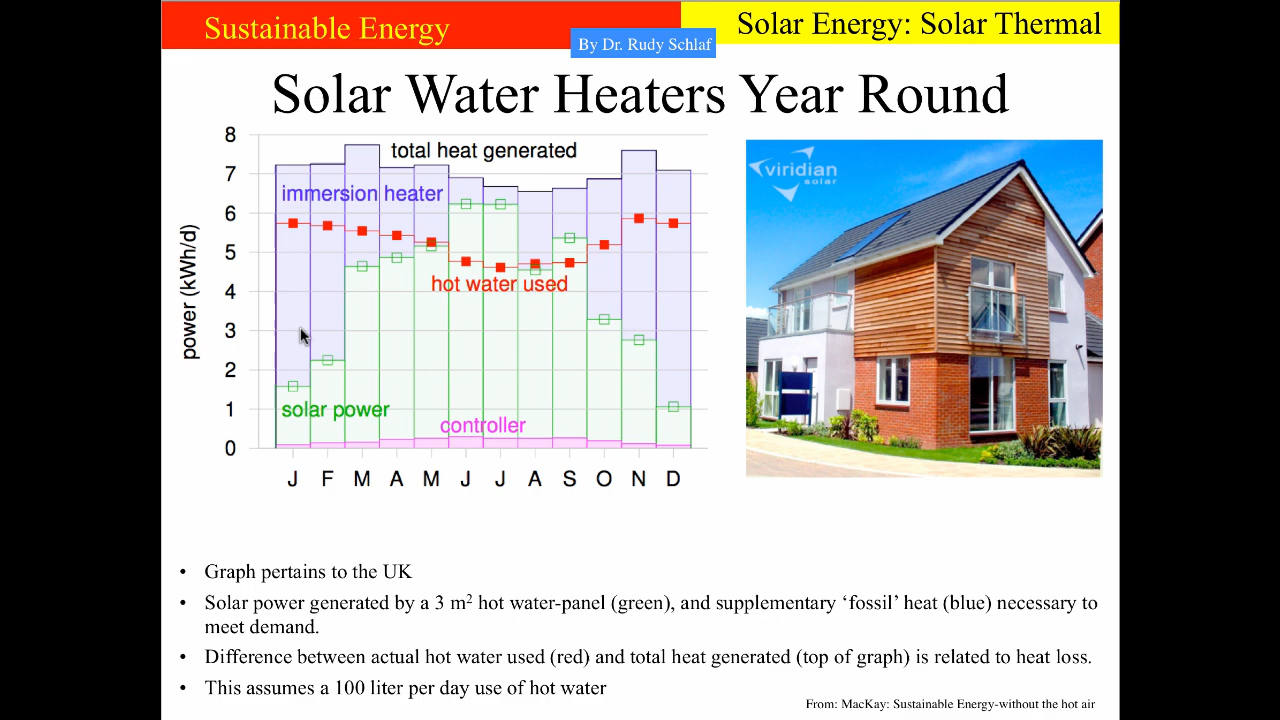 Sustainable Energy
Solar Energy: Solar Thermal
By Dr. Rudy Schlaf
Solar Water Heaters Year Round
8
7
6
5
4
3
2
1
0
power (kWh/d)
total heat generated
immersion heater
hot water used
solar power
controller
J F M A M J J A S O N D
viridian
solar
• Graph pertains to the UK
• Solar power generated by a 3 m² hot water-panel (green), and supplementary ‘fossil’ heat (blue) necessary to
meet demand.
• Difference between actual hot water used (red) and total heat generated (top of graph) is related to heat loss.
• This assumes a 100 liter per day use of hot water
From: MacKay: Sustainable Energy-without the hot air